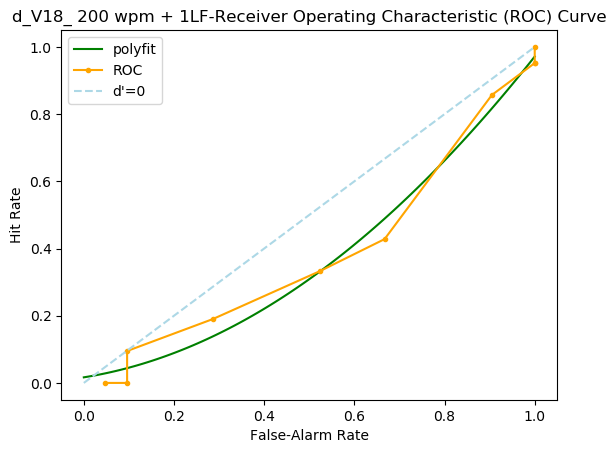 d_V18_ 200 wpm + 1LF-Receiver Operating Characteristic (ROC) Curve
polyfit
ROC
d'=0
1.0
0.8
0.6
0.4
0.2
0.0
Hit Rate
0.0 0.2 0.4 0.6 0.8 1.0
False-Alarm Rate